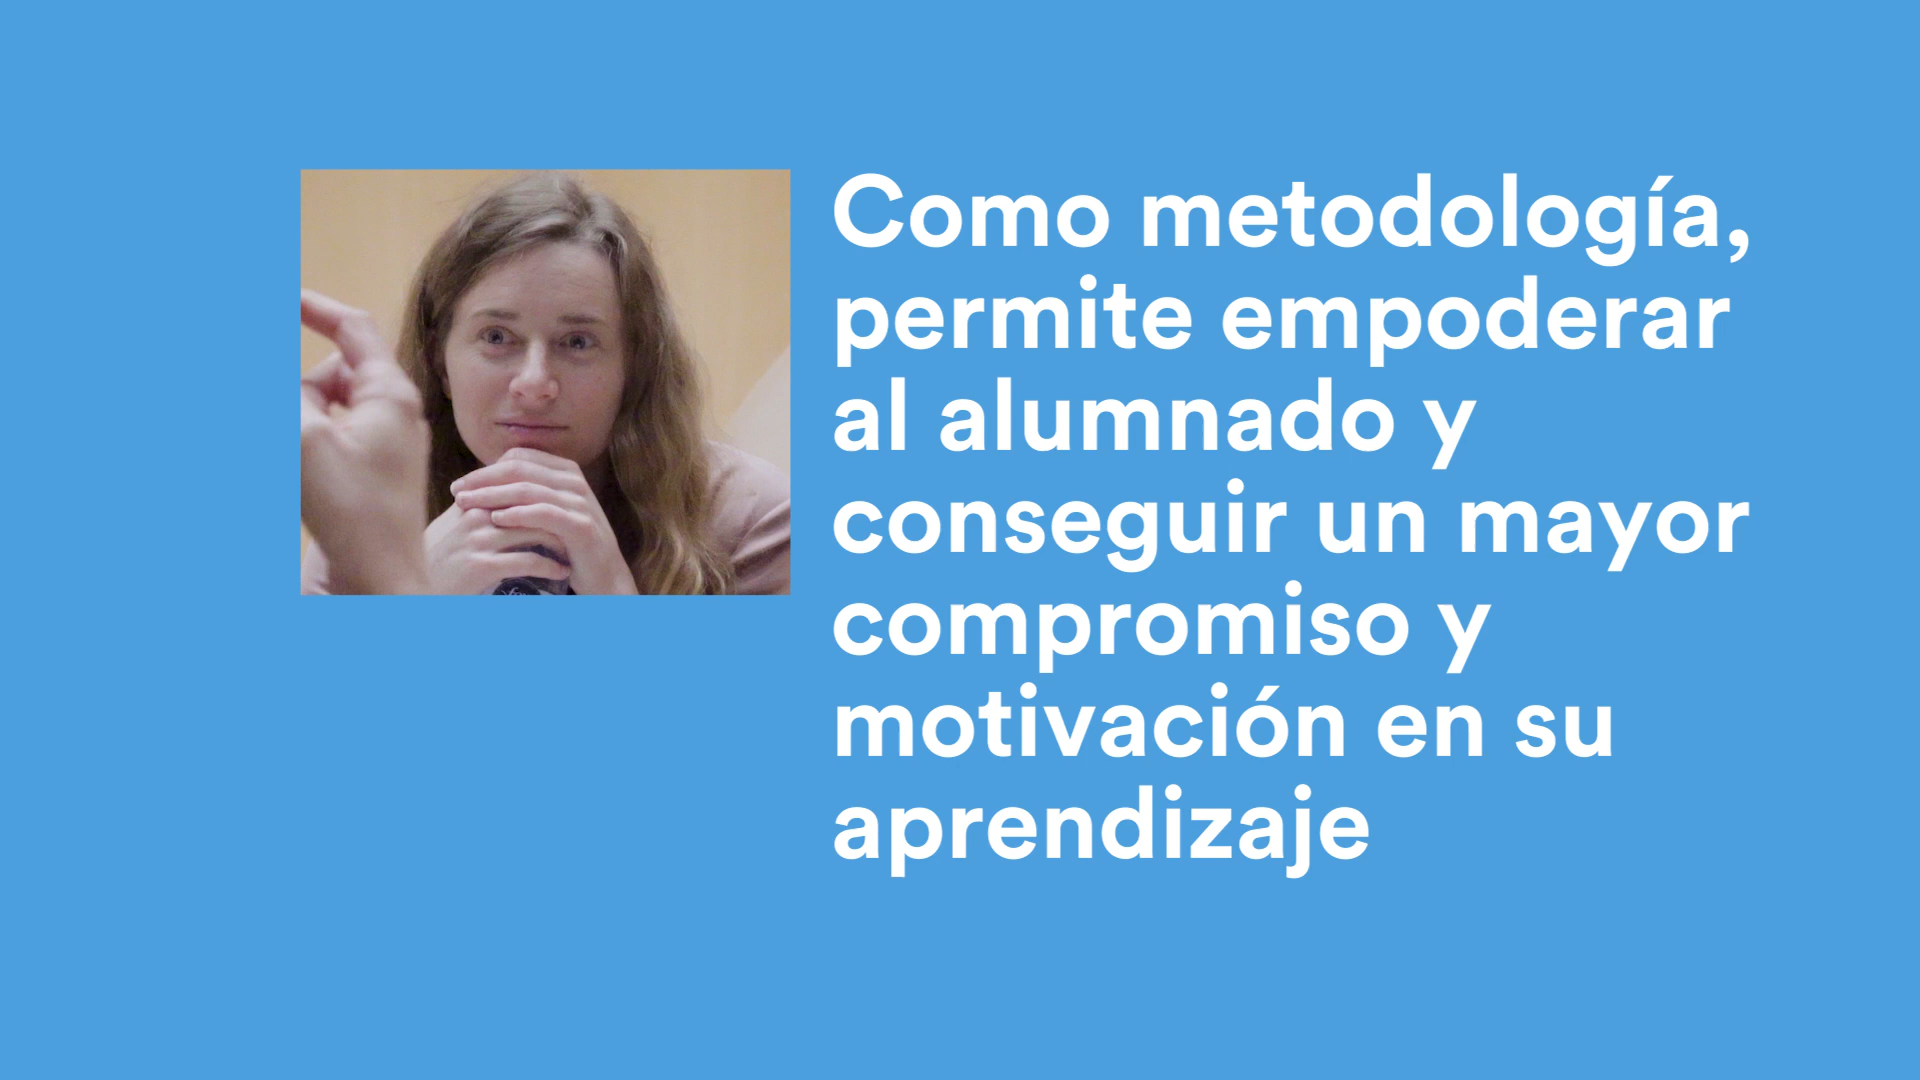 Como metodología,
permite empoderar
al alumnado y
conseguir un mayor
compromiso y
motivación en su
aprendizaje